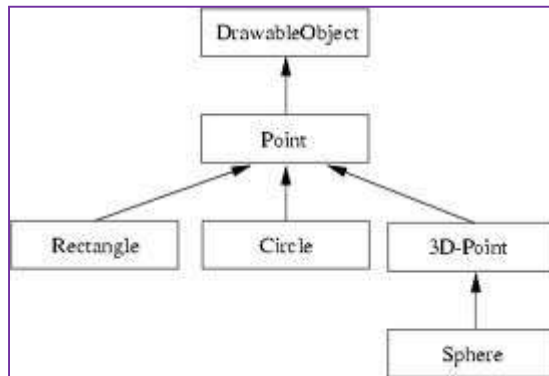 DrawableObject
Point
Rectangle
Circle
3D-Point
Sphere